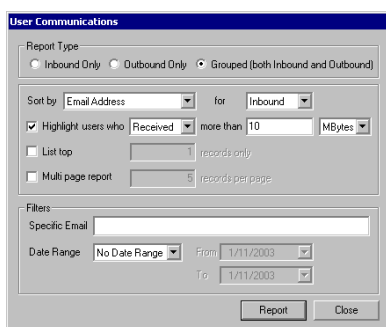 User Communications
Report Type
Inbound Only Outbound Only Grouped (both Inbound and Outbound)
Sort by Email Address for Inbound
Highlight users who Received more than 10 MBytes
List top 1 records only
Multi page report 5 records per page
Filters
Specific Email
Date Range No Date Range From 1/11/2003
To 1/11/2003
Report Close